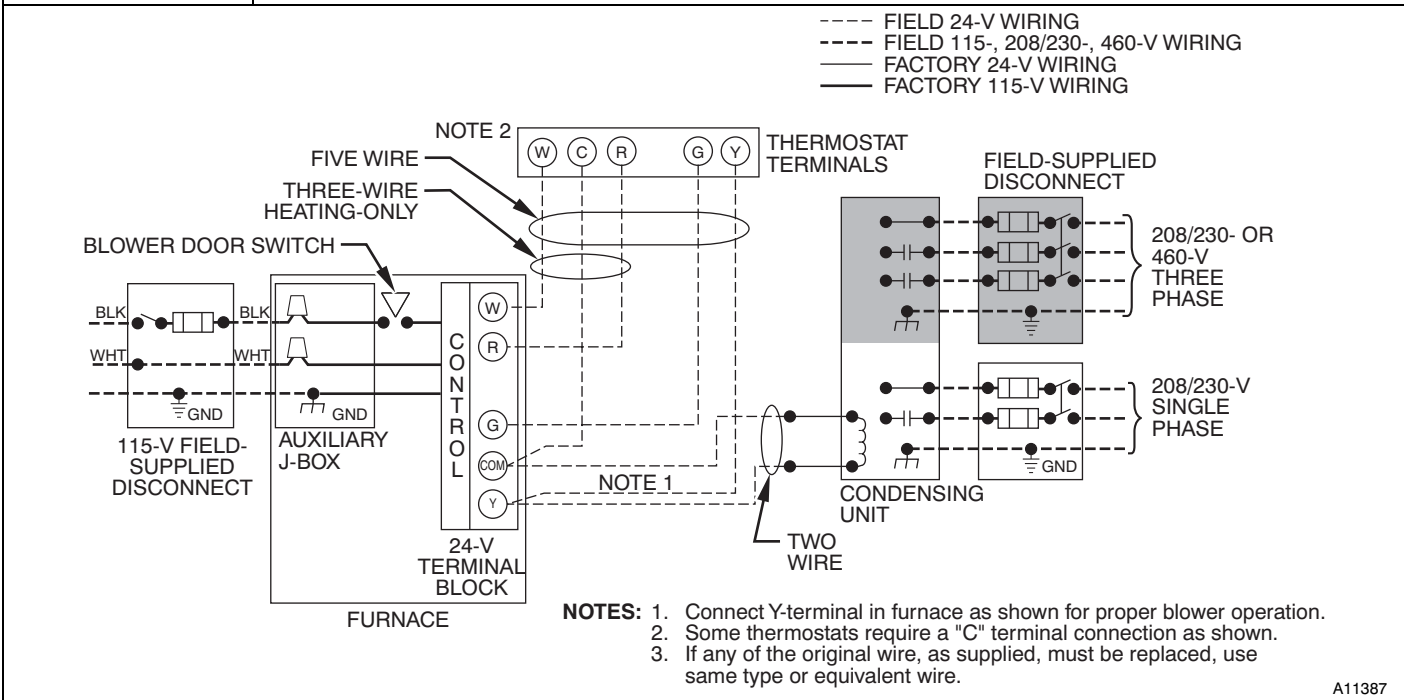 FIELD 24-V WIRING
FIELD 115-, 208/230-, 460-V WIRING
FACTORY 24-V WIRING
FACTORY 115-V WIRING
NOTE 2
W C R G Y
THERMOSTAT
TERMINALS
FIVE WIRE
THREE-WIRE
HEATING-ONLY
BLOWER DOOR SWITCH
FIELD-SUPPLIED
DISCONNECT
208/230- OR
460-V
THREE
PHASE
BLK
BLK
WHT
WHT
GND
GND
115-V FIELD-
SUPPLIED
DISCONNECT
AUXILIARY
J-BOX
CONTROL
W
R
G
COM
Y
24-V
TERMINAL
BLOCK
FURNACE
NOTE 1
TWO
WIRE
CONDENSING
UNIT
208/230-V
SINGLE
PHASE
GND
NOTES: 1. Connect Y-terminal in furnace as shown for proper blower operation.
2. Some thermostats require a "C" terminal connection as shown.
3. If any of the original wire, as supplied, must be replaced, use
same type or equivalent wire.
A11387